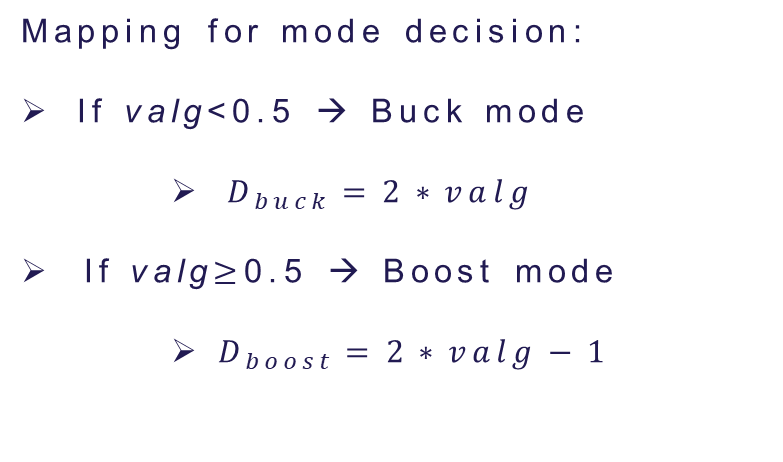 Mapping for mode decision:
➢ If valg<0.5 → Buck mode
➢ D_buck = 2 * valg
➢ If valg≥0.5 → Boost mode
➢ D_boost = 2 * valg − 1